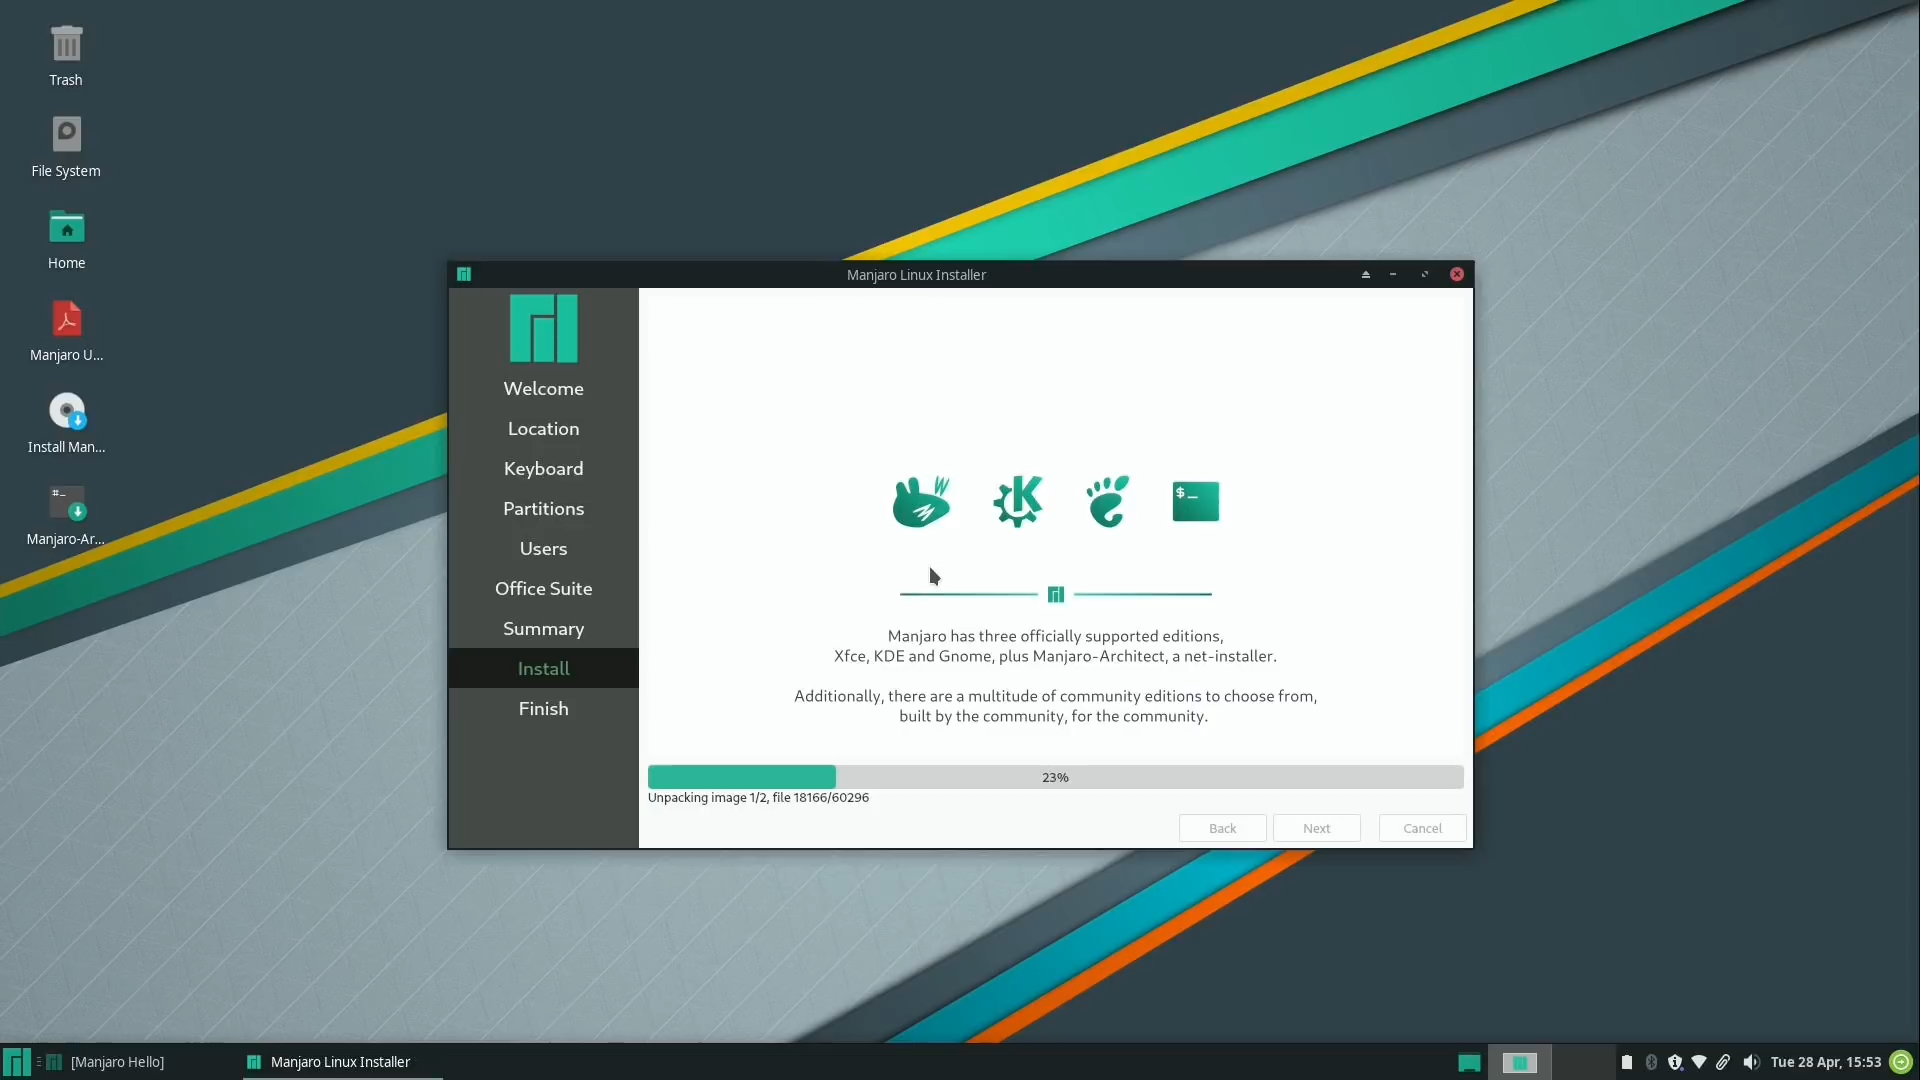 Trash
File System
Home
Manjaro U...
Install Man...
Manjaro-Ar...
Manjaro Linux Installer
Welcome
Location
Keyboard
Partitions
Users
Office Suite
Summary
Install
Finish
$_
Manjaro has three officially supported editions,
Xfce, KDE and Gnome, plus Manjaro-Architect, a net-installer.
Additionally, there are a multitude of community editions to choose from,
built by the community, for the community.
23%
Unpacking image 1/2, file 18166/60296
Back
Next
Cancel
[Manjaro Hello]
Manjaro Linux Installer
Tue 28 Apr, 15:53